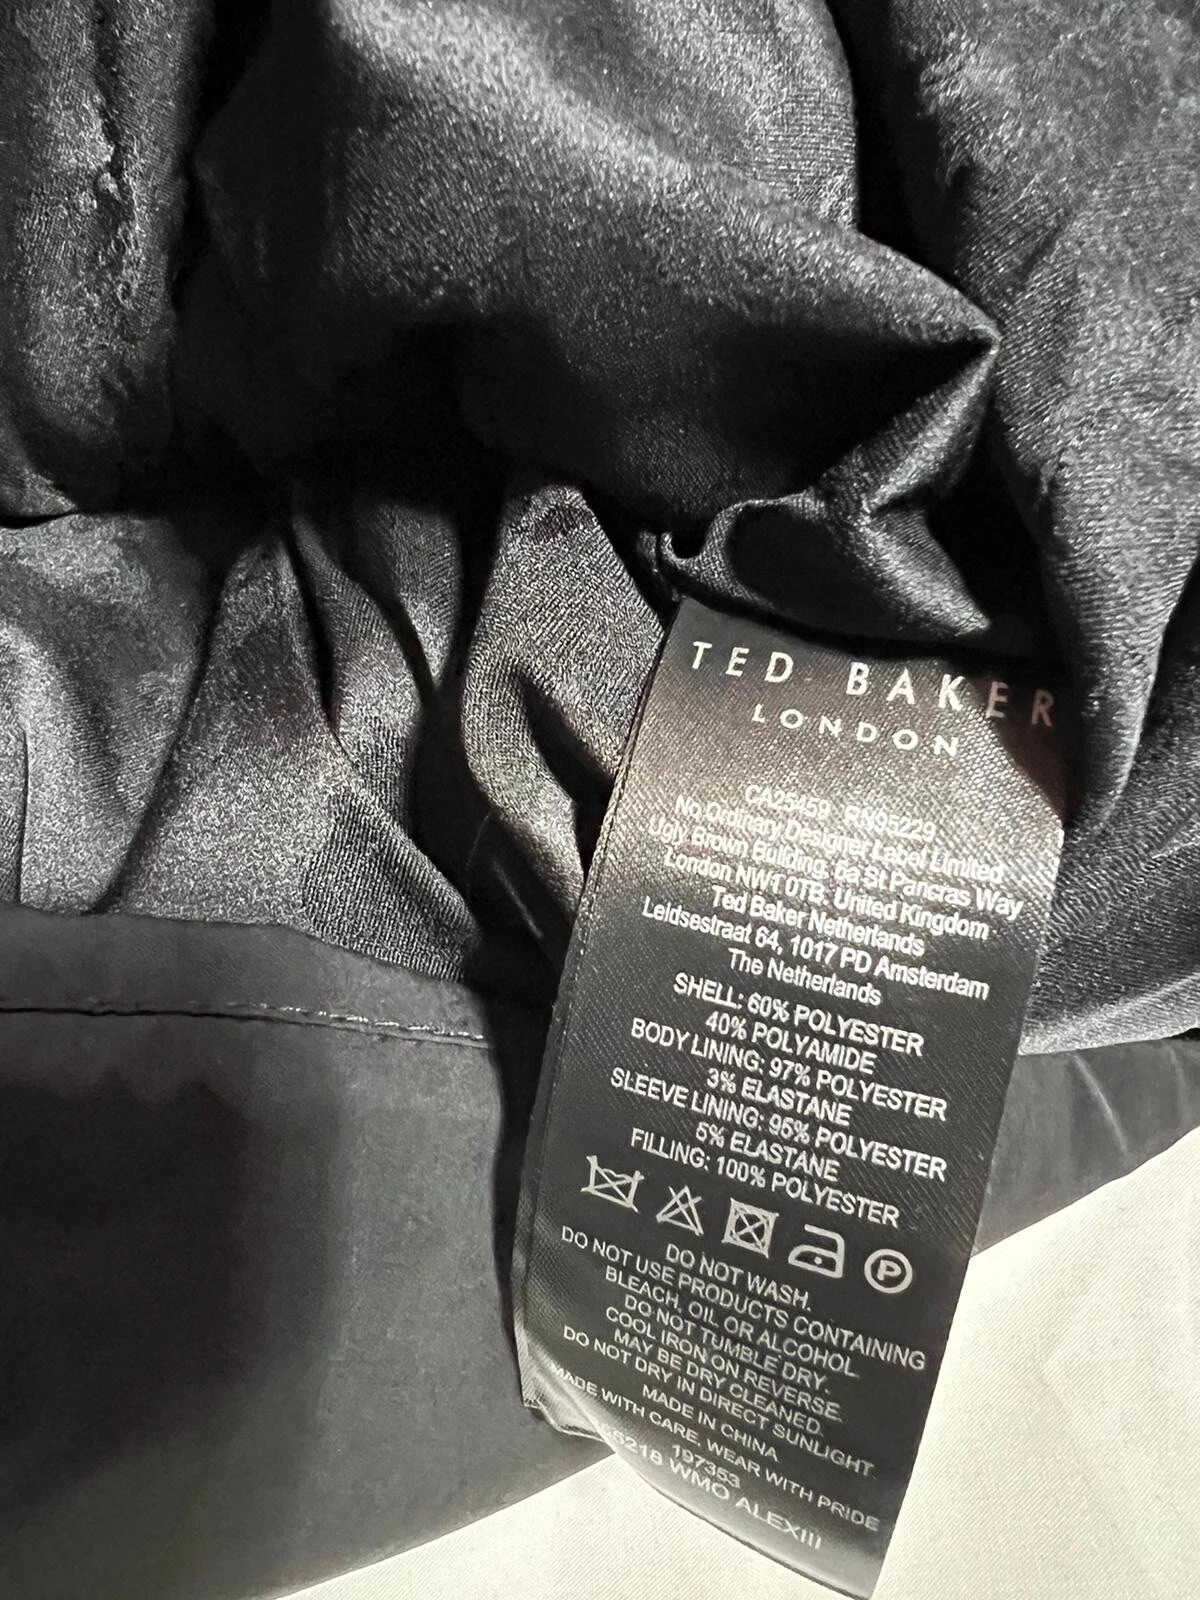 TED BAKER
LONDON
CA25459 RN95229
No Ordinary Designer Label Limited
Ugly Brown Building, 6a St Pancras Way
London NW1 0TB, United Kingdom
Ted Baker Netherlands
Leidsestraat 64, 1017 PD Amsterdam
The Netherlands
SHELL: 60% POLYESTER
40% POLYAMIDE
BODY LINING: 97% POLYESTER
3% ELASTANE
SLEEVE LINING: 95% POLYESTER
5% ELASTANE
FILLING: 100% POLYESTER
P
DO NOT WASH.
DO NOT USE PRODUCTS CONTAINING
BLEACH, OIL OR ALCOHOL.
DO NOT TUMBLE DRY.
COOL IRON ON REVERSE.
MAY BE DRY CLEANED.
DO NOT DRY IN DIRECT SUNLIGHT.
MADE IN CHINA
MADE WITH CARE, WEAR WITH PRIDE
197353
WMO ALEXIII